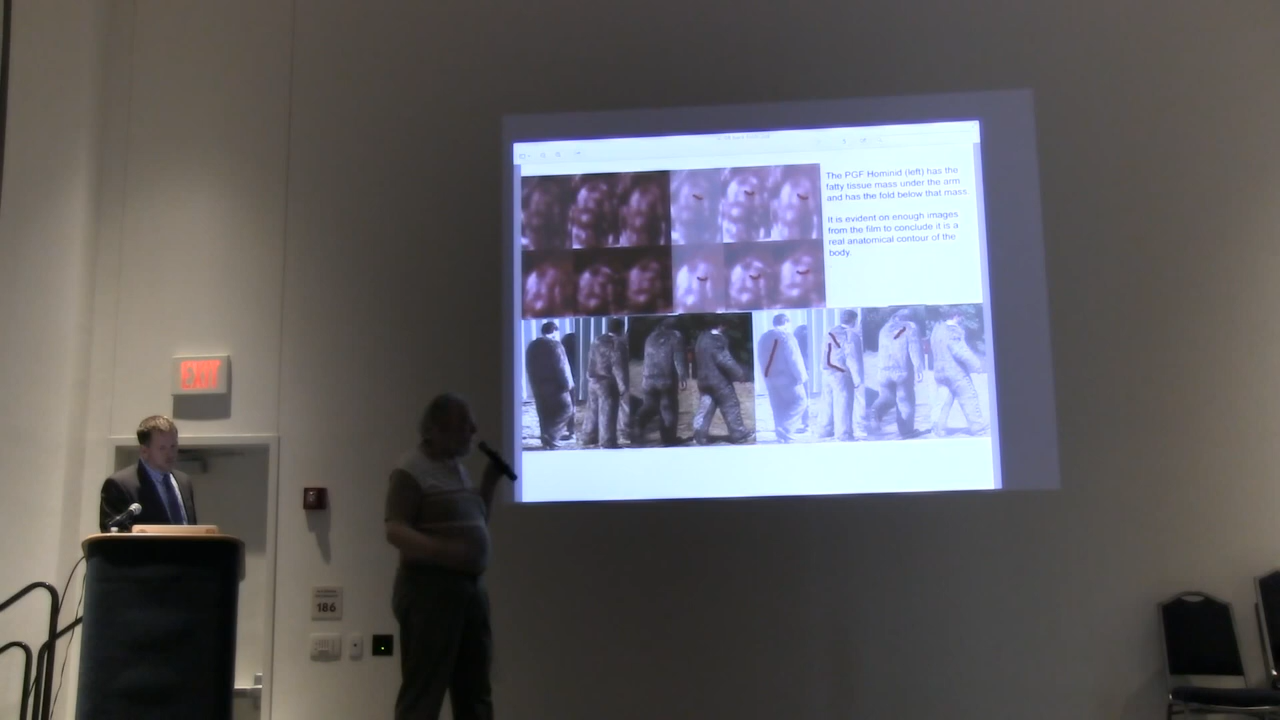 The PGF Hominid (left) has the
fatty tissue mass under the arm
and has the fold below that mass
It is evident on enough images
from the film to conclude it is a
real anatomical contour of the
body.
EXIT
186